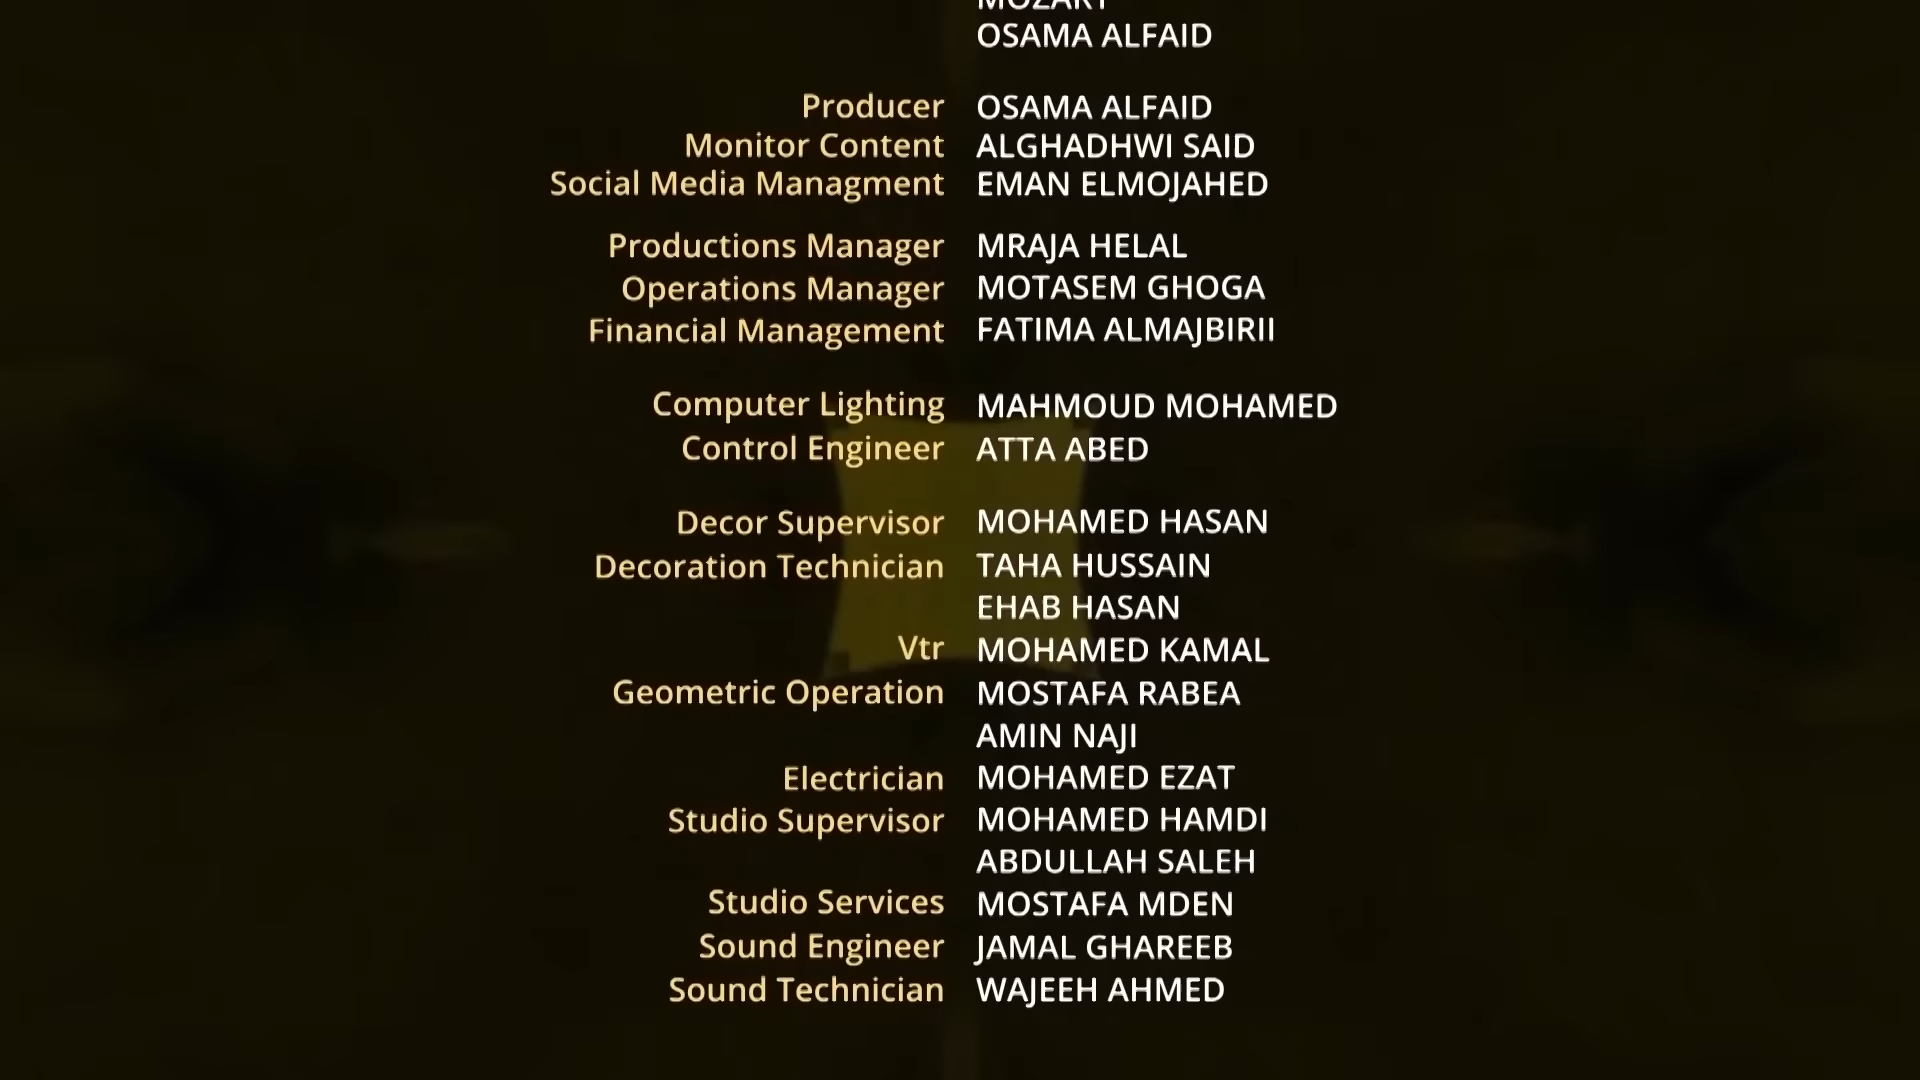 MOZART
OSAMA ALFAID
Producer OSAMA ALFAID
Monitor Content ALGHADHWI SAID
Social Media Managment EMAN ELMOJAHED
Productions Manager MRAJA HELAL
Operations Manager MOTASEM GHOGA
Financial Management FATIMA ALMAJBIRII
Computer Lighting MAHMOUD MOHAMED
Control Engineer ATTA ABED
Decor Supervisor MOHAMED HASAN
Decoration Technician TAHA HUSSAIN
EHAB HASAN
Vtr MOHAMED KAMAL
Geometric Operation MOSTAFA RABEA
AMIN NAJI
Electrician MOHAMED EZAT
Studio Supervisor MOHAMED HAMDI
ABDULLAH SALEH
Studio Services MOSTAFA MDEN
Sound Engineer JAMAL GHAREEB
Sound Technician WAJEEH AHMED